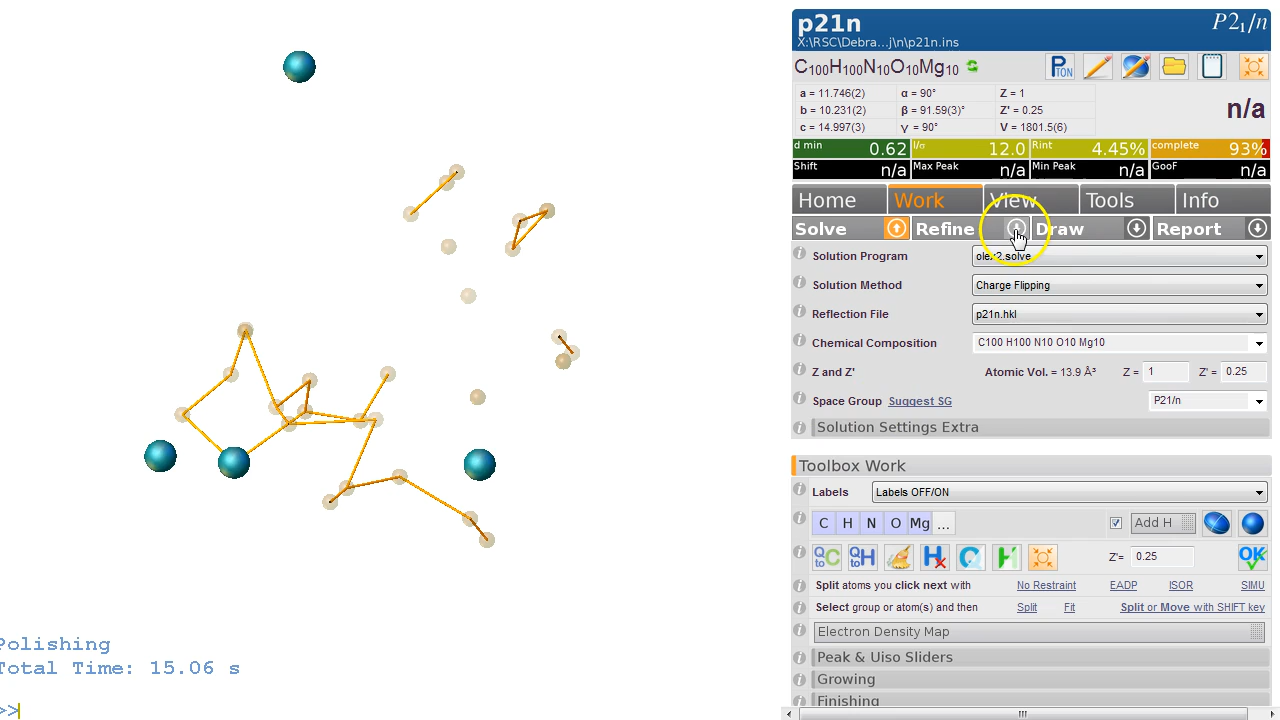 p21n
P2₁/n
X:\RSC\Debra...j\n\p21n.ins
C₁₀₀H₁₀₀N₁₀O₁₀Mg₁₀
PTON
a = 11.746(2) α = 90° Z = 1
b = 10.231(2) β = 91.59(3)° Z' = 0.25
c = 14.997(3) γ = 90° V = 1801.5(6)
n/a
d min 0.62 I/σ 12.0 Rint 4.45% complete 93%
Shift n/a Max Peak n/a Min Peak n/a GooF n/a
Home Work View Tools Info
Solve Refine Draw Report
Solution Program olex2.solve
Solution Method Charge Flipping
Reflection File p21n.hkl
Chemical Composition C100 H100 N10 O10 Mg10
Z and Z' Atomic Vol. = 13.9 Å³ Z = 1 Z' = 0.25
Space Group Suggest SG P21/n
Solution Settings Extra
Toolbox Work
Labels Labels OFF/ON
C H N O Mg ... Add H
Q to C Q to H H H Z'= 0.25 OK
Split atoms you click next with No Restraint EADP ISOR SIMU
Select group or atom(s) and then Split Fit Split or Move with SHIFT key
Electron Density Map
Peak & Uiso Sliders
Growing
Finishing
Polishing
Total Time: 15.06 s
>>